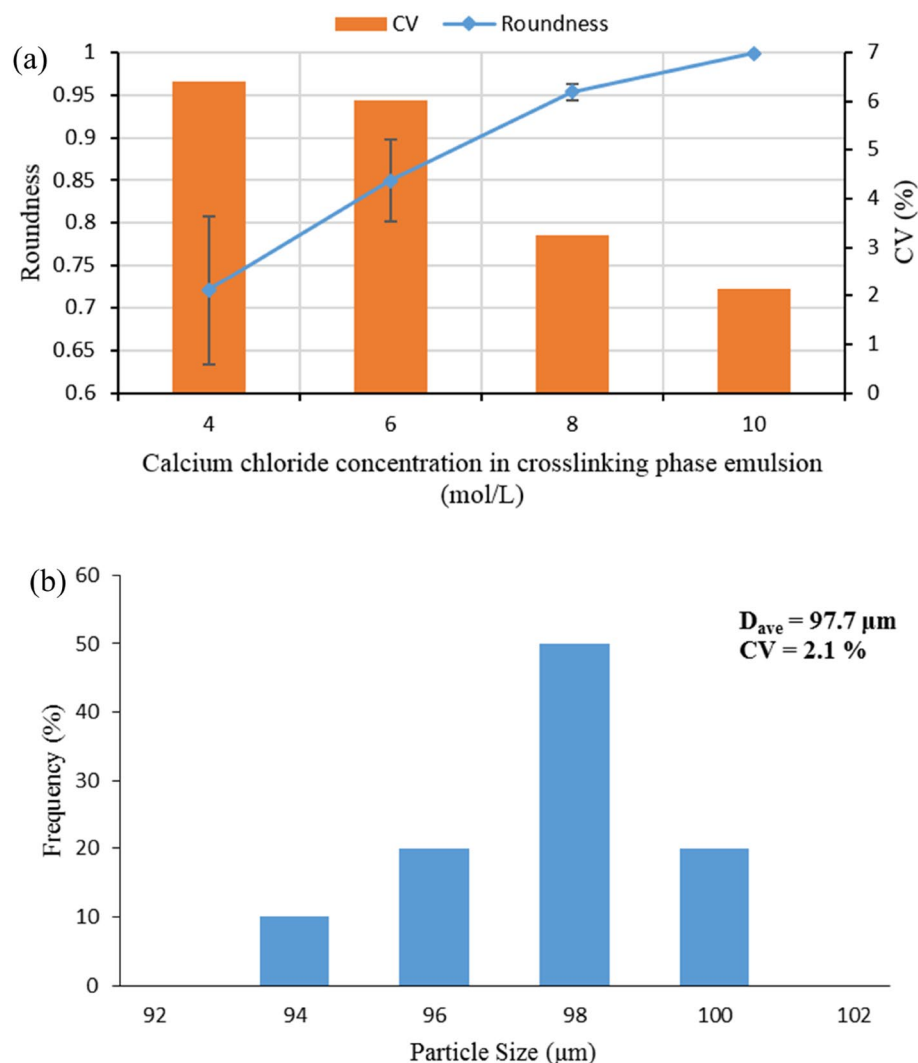 CV Roundness
(a)
1
0.95
0.9
0.85
0.8
0.75
0.7
0.65
0.6
Roundness
7
6
5
4
3
2
1
0
CV (%)
4 6 8 10
Calcium chloride concentration in crosslinking phase emulsion
(mol/L)
(b)
60
50
40
30
20
10
0
Frequency (%)
Dave = 97.7 μm
CV = 2.1 %
92 94 96 98 100 102
Particle Size (μm)